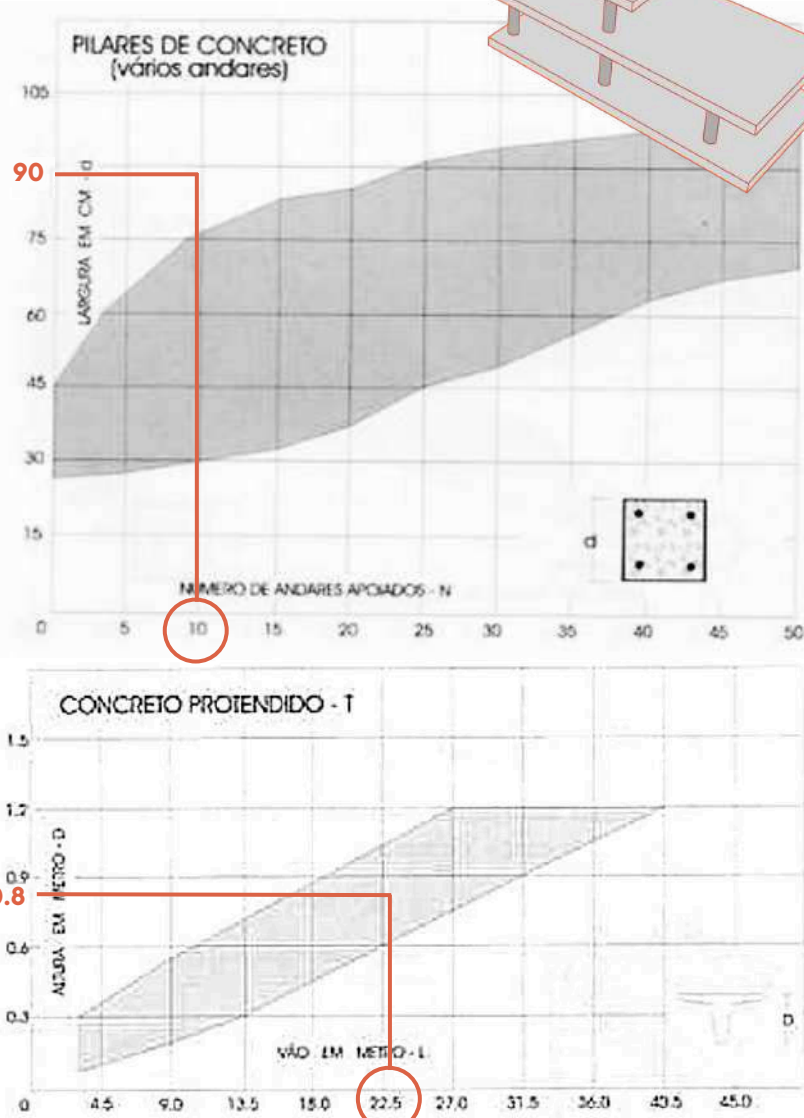 PILARES DE CONCRETO
(vários andares)
105
90
LARGURA EM CM - d
75
60
45
30
15
d
NÚMERO DE ANDARES APOIADOS - N
0 5 10 15 20 25 30 35 40 45 50
CONCRETO PROTENDIDO - T
1.5
1.2
ALTURA EM METRO - D
0.9
0.8
0.6
0.3
D
VÃO EM METRO - L
0 4.5 9.0 13.5 18.0 22.5 27.0 31.5 36.0 40.5 45.0